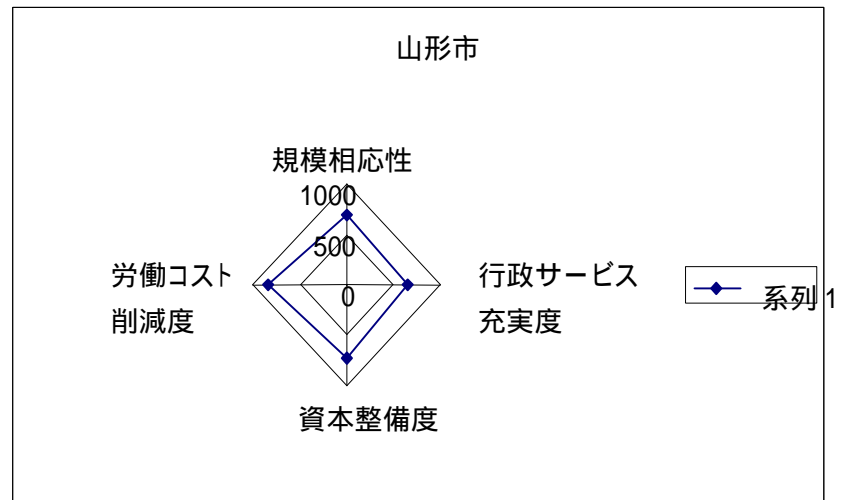 山形市
規模相応性
1000
500
0
労働コスト
削減度
行政サービス
充実度
資本整備度
系列1